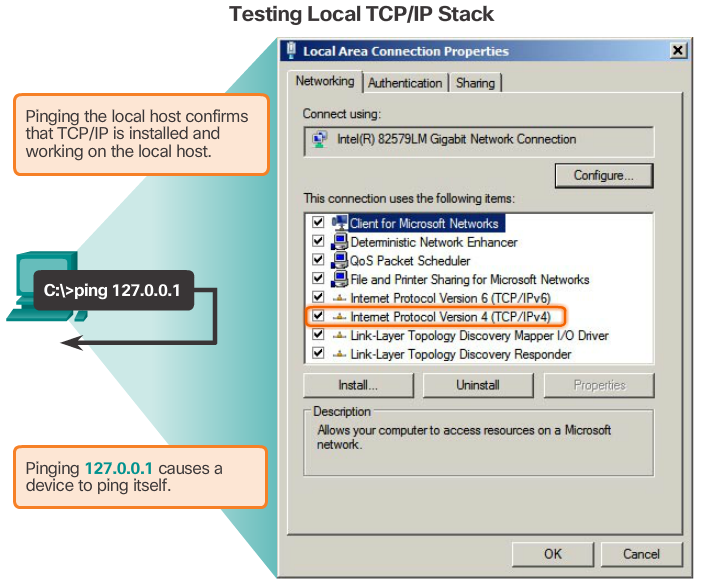 Testing Local TCP/IP Stack
Pinging the local host confirms
that TCP/IP is installed and
working on the local host.
C:\>ping 127.0.0.1
Pinging 127.0.0.1 causes a
device to ping itself.
Local Area Connection Properties
Networking Authentication Sharing
Connect using:
Intel(R) 82579LM Gigabit Network Connection
Configure...
This connection uses the following items:
Client for Microsoft Networks
Deterministic Network Enhancer
QoS Packet Scheduler
File and Printer Sharing for Microsoft Networks
Internet Protocol Version 6 (TCP/IPv6)
Internet Protocol Version 4 (TCP/IPv4)
Link-Layer Topology Discovery Mapper I/O Driver
Link-Layer Topology Discovery Responder
Install... Uninstall Properties
Description
Allows your computer to access resources on a Microsoft
network.
OK Cancel